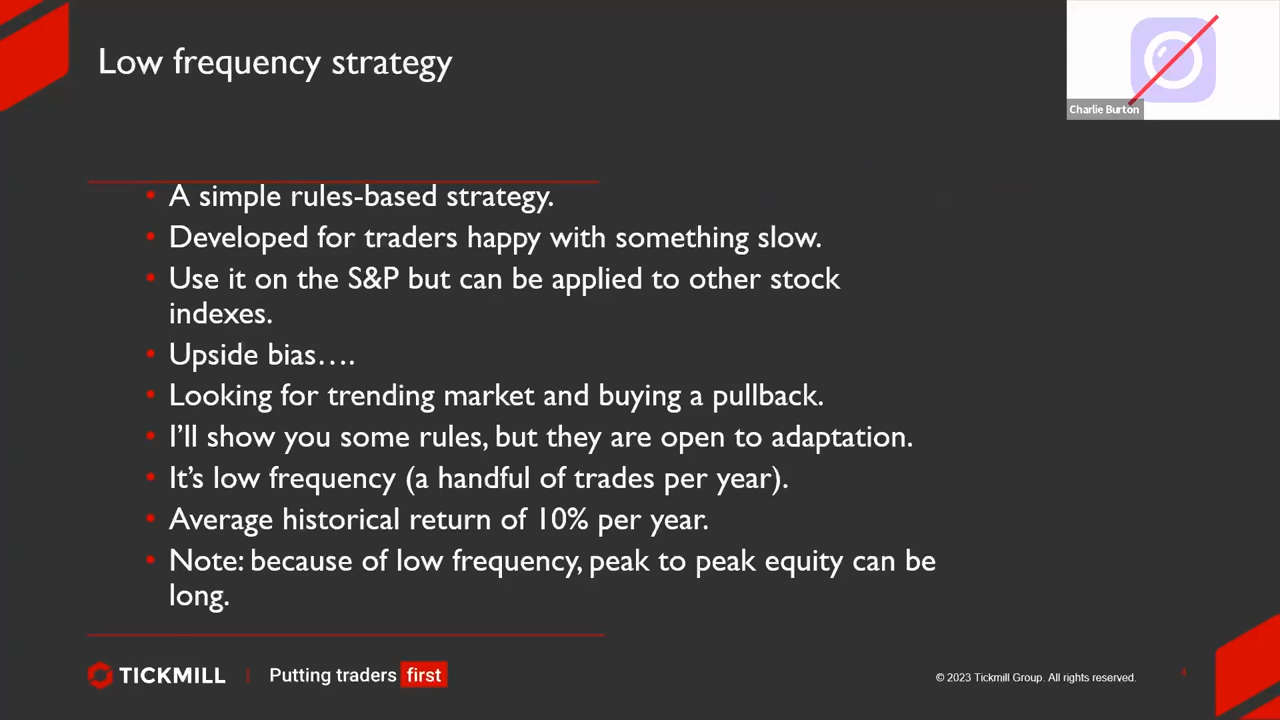 Low frequency strategy
Charlie Burton
• A simple rules-based strategy.
• Developed for traders happy with something slow.
• Use it on the S&P but can be applied to other stock
indexes.
• Upside bias….
• Looking for trending market and buying a pullback.
• I’ll show you some rules, but they are open to adaptation.
• It’s low frequency (a handful of trades per year).
• Average historical return of 10% per year.
• Note: because of low frequency, peak to peak equity can be
long.
TICKMILL | Putting traders first
© 2023 Tickmill Group. All rights reserved.